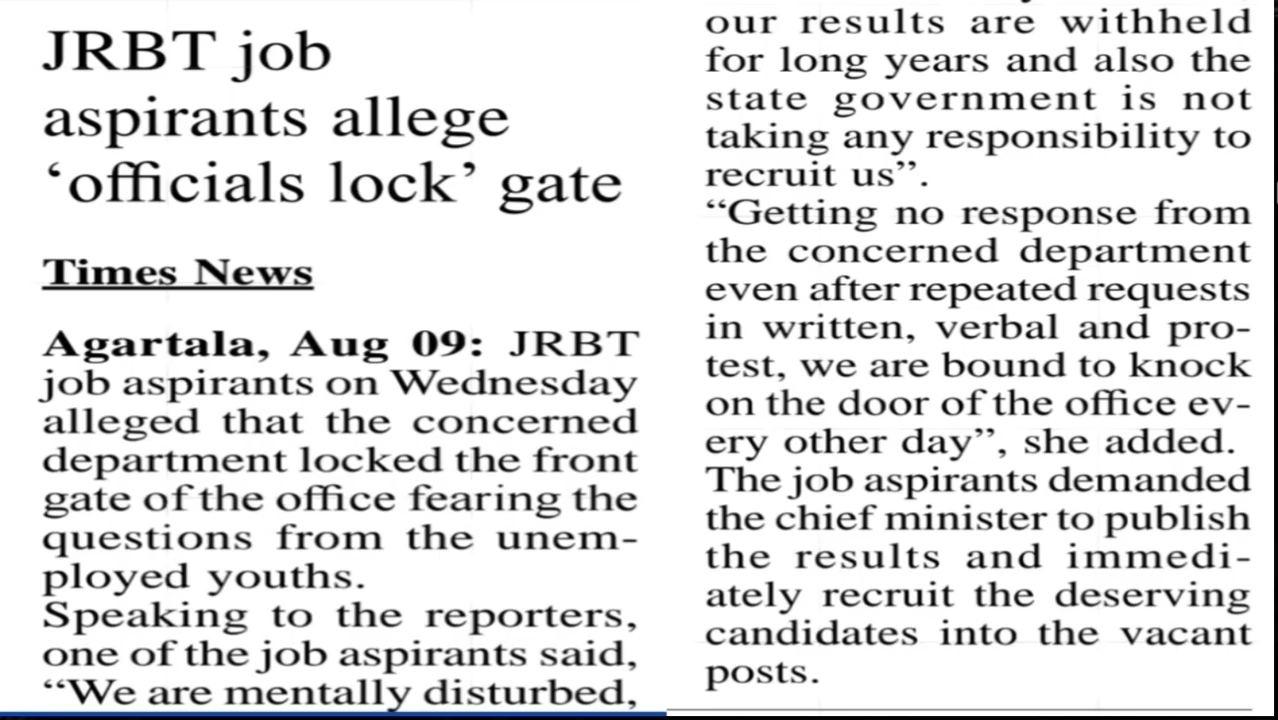 JRBT job
aspirants allege
‘officials lock’ gate
Times News
Agartala, Aug 09: JRBT
job aspirants on Wednesday
alleged that the concerned
department locked the front
gate of the office fearing the
questions from the unem-
ployed youths.
Speaking to the reporters,
one of the job aspirants said,
“We are mentally disturbed,
our results are withheld
for long years and also the
state government is not
taking any responsibility to
recruit us”.
“Getting no response from
the concerned department
even after repeated requests
in written, verbal and pro-
test, we are bound to knock
on the door of the office ev-
ery other day”, she added.
The job aspirants demanded
the chief minister to publish
the results and immedi-
ately recruit the deserving
candidates into the vacant
posts.